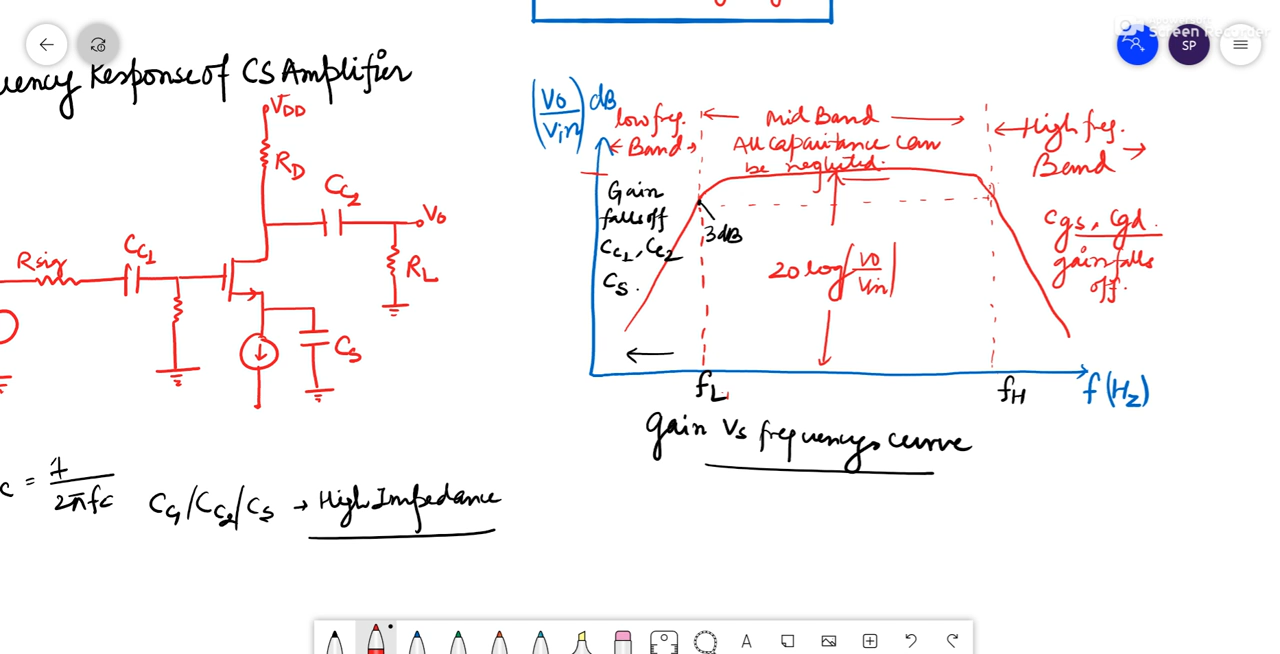 uency Response of CS Amplifier
VDD
RD
CC2
Vo
Rsig
CC1
RL
CS
c = 1/2πfc
CC1/CC2/CS → High Impedance
(Vo/Vin) dB
low freq. Band
Mid Band
All capacitance can
be neglected.
High freq.
Band
Gain
falls off
CC1, CC2
CS.
3dB
20 log |Vo/Vin|
Cgs, Cgd.
gain falls
off.
fL
fH
f (Hz)
Gain Vs frequency curve
Screen Recorder
SP
A